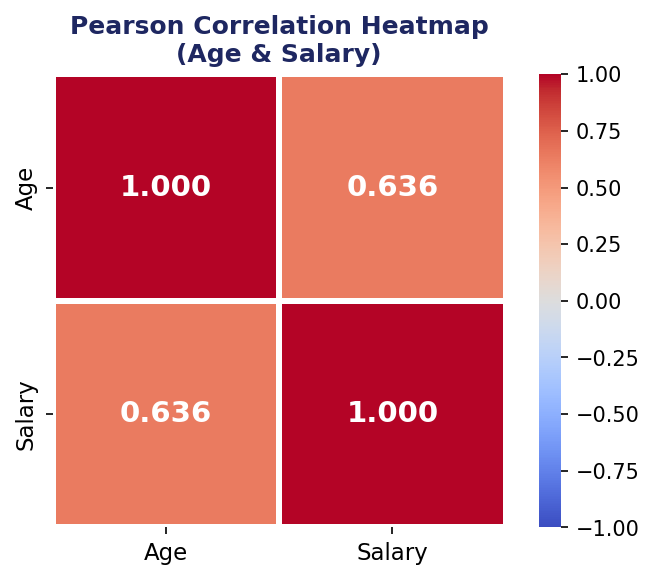 Pearson Correlation Heatmap
(Age & Salary)
Age
1.000
0.636
Salary
0.636
1.000
Age
Salary
1.00
0.75
0.50
0.25
0.00
−0.25
−0.50
−0.75
−1.00